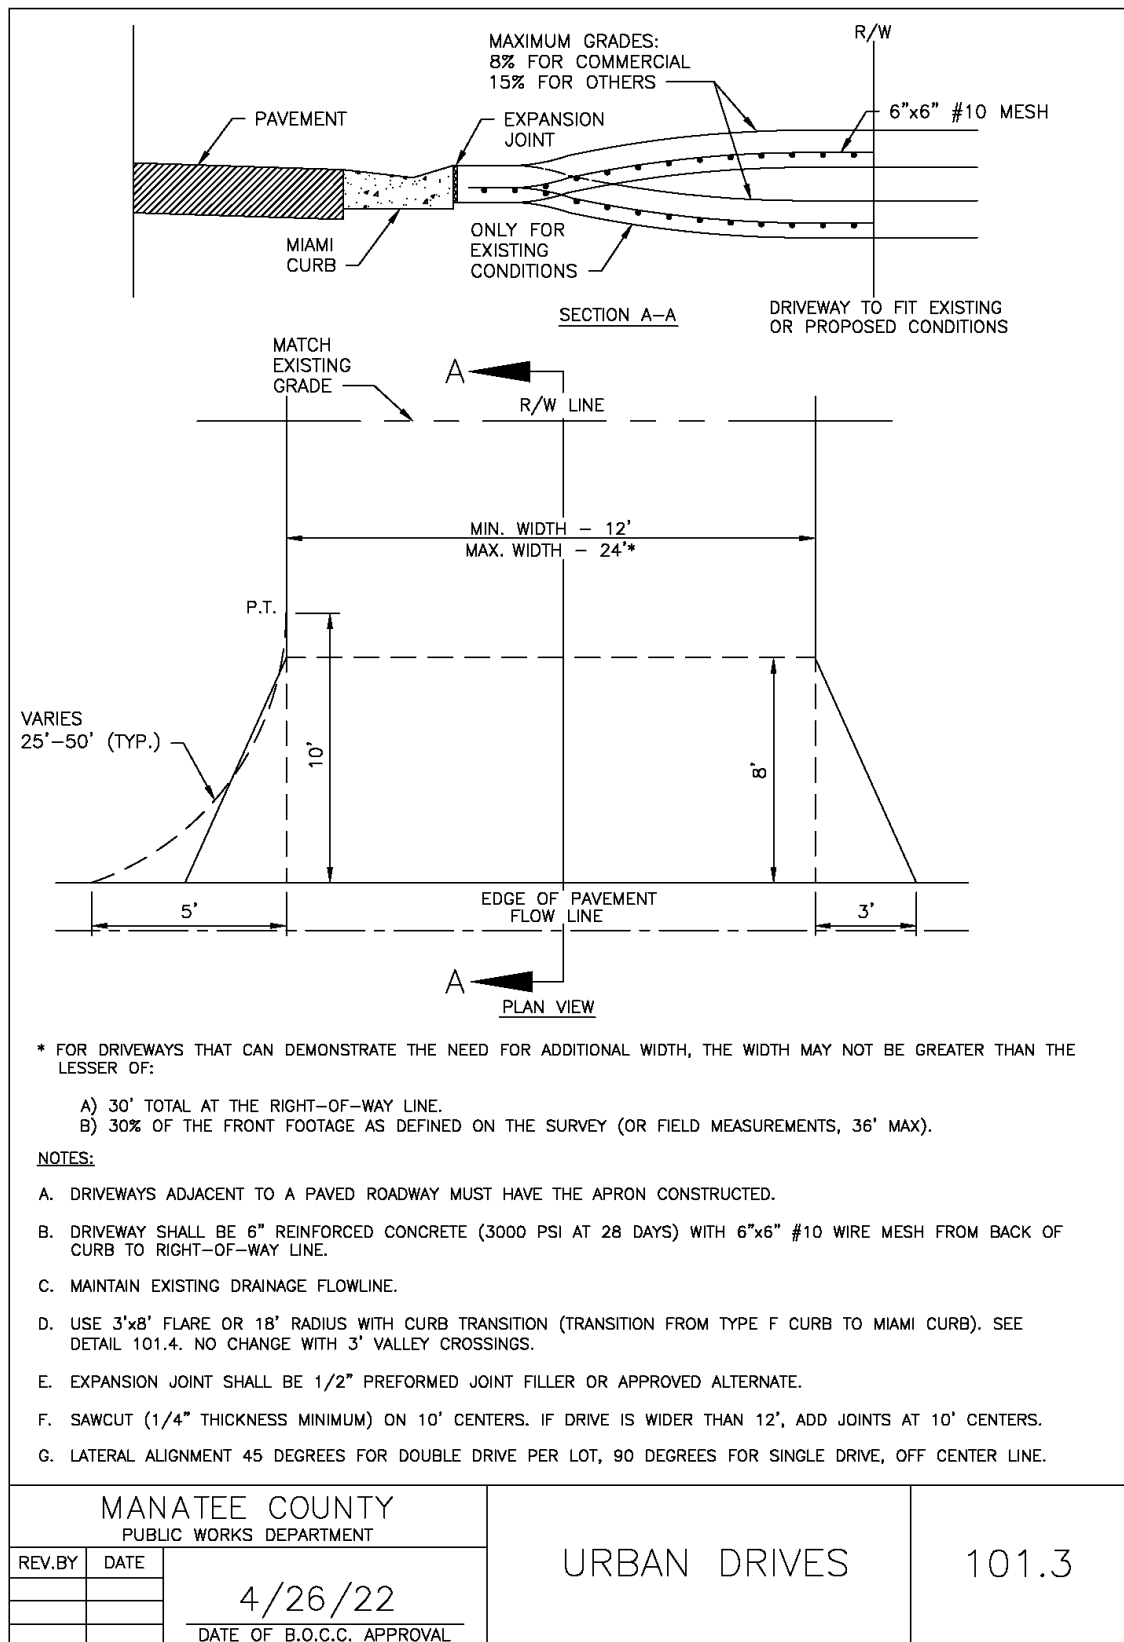 MAXIMUM GRADES:
8% FOR COMMERCIAL
15% FOR OTHERS
R/W
PAVEMENT
EXPANSION
JOINT
6"x6" #10 MESH
MIAMI
CURB
ONLY FOR
EXISTING
CONDITIONS
SECTION A-A
DRIVEWAY TO FIT EXISTING
OR PROPOSED CONDITIONS
MATCH
EXISTING
GRADE
A
R/W LINE
MIN. WIDTH - 12'
MAX. WIDTH - 24'*
P.T.
VARIES
25'-50' (TYP.)
10'
8'
5'
EDGE OF PAVEMENT
FLOW LINE
3'
A
PLAN VIEW
* FOR DRIVEWAYS THAT CAN DEMONSTRATE THE NEED FOR ADDITIONAL WIDTH, THE WIDTH MAY NOT BE GREATER THAN THE
LESSER OF:
A) 30' TOTAL AT THE RIGHT-OF-WAY LINE.
B) 30% OF THE FRONT FOOTAGE AS DEFINED ON THE SURVEY (OR FIELD MEASUREMENTS, 36' MAX).
NOTES:
A. DRIVEWAYS ADJACENT TO A PAVED ROADWAY MUST HAVE THE APRON CONSTRUCTED.
B. DRIVEWAY SHALL BE 6" REINFORCED CONCRETE (3000 PSI AT 28 DAYS) WITH 6"x6" #10 WIRE MESH FROM BACK OF
CURB TO RIGHT-OF-WAY LINE.
C. MAINTAIN EXISTING DRAINAGE FLOWLINE.
D. USE 3'x8' FLARE OR 18' RADIUS WITH CURB TRANSITION (TRANSITION FROM TYPE F CURB TO MIAMI CURB). SEE
DETAIL 101.4. NO CHANGE WITH 3' VALLEY CROSSINGS.
E. EXPANSION JOINT SHALL BE 1/2" PREFORMED JOINT FILLER OR APPROVED ALTERNATE.
F. SAWCUT (1/4" THICKNESS MINIMUM) ON 10' CENTERS. IF DRIVE IS WIDER THAN 12', ADD JOINTS AT 10' CENTERS.
G. LATERAL ALIGNMENT 45 DEGREES FOR DOUBLE DRIVE PER LOT, 90 DEGREES FOR SINGLE DRIVE, OFF CENTER LINE.
MANATEE COUNTY
PUBLIC WORKS DEPARTMENT
REV.BY DATE
4/26/22
DATE OF B.O.C.C. APPROVAL
URBAN DRIVES
101.3